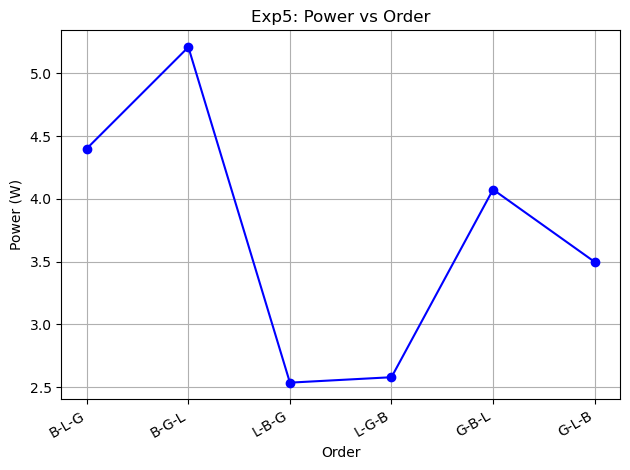 Exp5: Power vs Order
5.0
4.5
4.0
3.5
3.0
2.5
Power (W)
B-L-G
B-G-L
L-B-G
L-G-B
G-B-L
G-L-B
Order